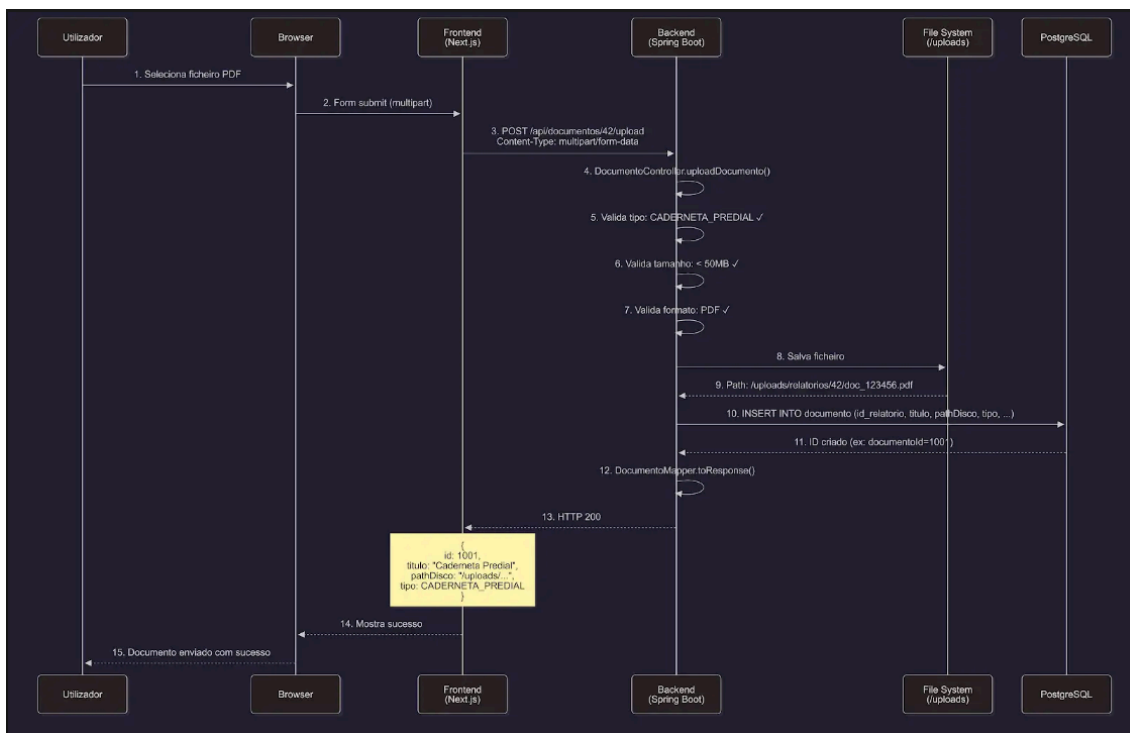 Utilizador
Browser
Frontend
(Next.js)
Backend
(Spring Boot)
File System
(/uploads)
PostgreSQL
1. Seleciona ficheiro PDF
2. Form submit (multipart)
3. POST /api/documentos/42/upload
Content-Type: multipart/form-data
4. DocumentoController.uploadDocumento()
5. Valida tipo: CADERNETA_PREDIAL ✓
6. Valida tamanho: < 50MB ✓
7. Valida formato: PDF ✓
8. Salva ficheiro
9. Path: /uploads/relatorios/42/doc_123456.pdf
10. INSERT INTO documento (id_relatorio, titulo, pathDisco, tipo, ...)
11. ID criado (ex: documentoId=1001)
12. DocumentoMapper.toResponse()
13. HTTP 200
{
id: 1001,
titulo: "Caderneta Predial",
pathDisco: "/uploads/...",
tipo: CADERNETA_PREDIAL
}
14. Mostra sucesso
15. Documento enviado com sucesso
Utilizador
Browser
Frontend
(Next.js)
Backend
(Spring Boot)
File System
(/uploads)
PostgreSQL